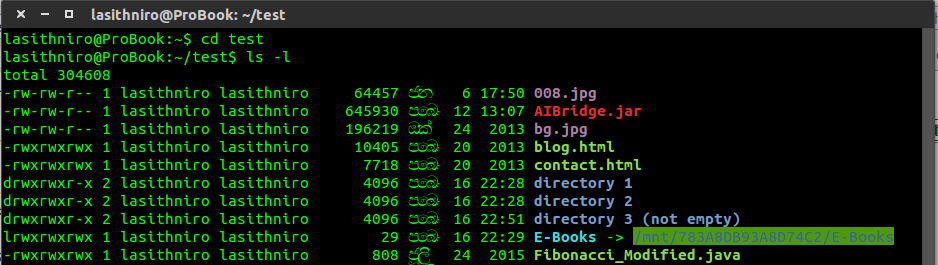 lasithniro@ProBook: ~/test
lasithniro@ProBook:~$ cd test
lasithniro@ProBook:~/test$ ls -l
total 304608
-rw-rw-r-- 1 lasithniro lasithniro 64457 ජන 6 17:50 008.jpg
-rw-rw-r-- 1 lasithniro lasithniro 645930 පෙබ 12 13:07 AIBridge.jar
-rw-rw-r-- 1 lasithniro lasithniro 196219 ඔක් 24 2013 bg.jpg
-rwxrwxrwx 1 lasithniro lasithniro 10405 පෙබ 20 2013 blog.html
-rwxrwxrwx 1 lasithniro lasithniro 7718 පෙබ 20 2013 contact.html
drwxrwxr-x 2 lasithniro lasithniro 4096 පෙබ 16 22:28 directory 1
drwxrwxr-x 2 lasithniro lasithniro 4096 පෙබ 16 22:28 directory 2
drwxrwxr-x 2 lasithniro lasithniro 4096 පෙබ 16 22:51 directory 3 (not empty)
lrwxrwxrwx 1 lasithniro lasithniro 29 පෙබ 16 22:29 E-Books -> /mnt/783A8DB93A8D74C2/E-Books
-rwxrwxrwx 1 lasithniro lasithniro 808 ජූලි 24 2015 Fibonacci_Modified.java